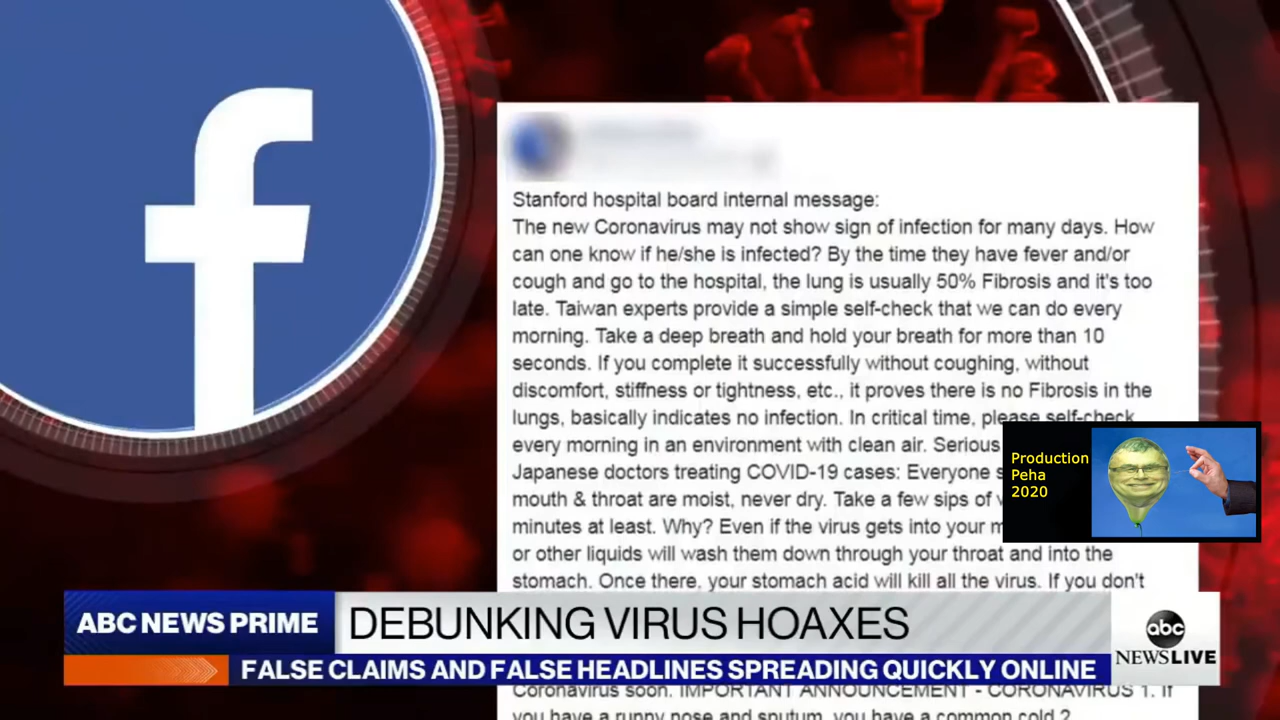 f
Stanford hospital board internal message:
The new Coronavirus may not show sign of infection for many days. How
can one know if he/she is infected? By the time they have fever and/or
cough and go to the hospital, the lung is usually 50% Fibrosis and it's too
late. Taiwan experts provide a simple self-check that we can do every
morning. Take a deep breath and hold your breath for more than 10
seconds. If you complete it successfully without coughing, without
discomfort, stiffness or tightness, etc., it proves there is no Fibrosis in the
lungs, basically indicates no infection. In critical time, please self-check
every morning in an environment with clean air. Serious
Japanese doctors treating COVID-19 cases: Everyone
mouth & throat are moist, never dry. Take a few sips of
minutes at least. Why? Even if the virus gets into your
or other liquids will wash them down through your throat and into the
stomach. Once there, your stomach acid will kill all the virus. If you don't
Production
Peha
2020
ABC NEWS PRIME
DEBUNKING VIRUS HOAXES
FALSE CLAIMS AND FALSE HEADLINES SPREADING QUICKLY ONLINE
abc
NEWSLIVE
Coronavirus soon. IMPORTANT ANNOUNCEMENT - CORONAVIRUS 1. If
you have a runny nose and sputum, you have a common cold 2